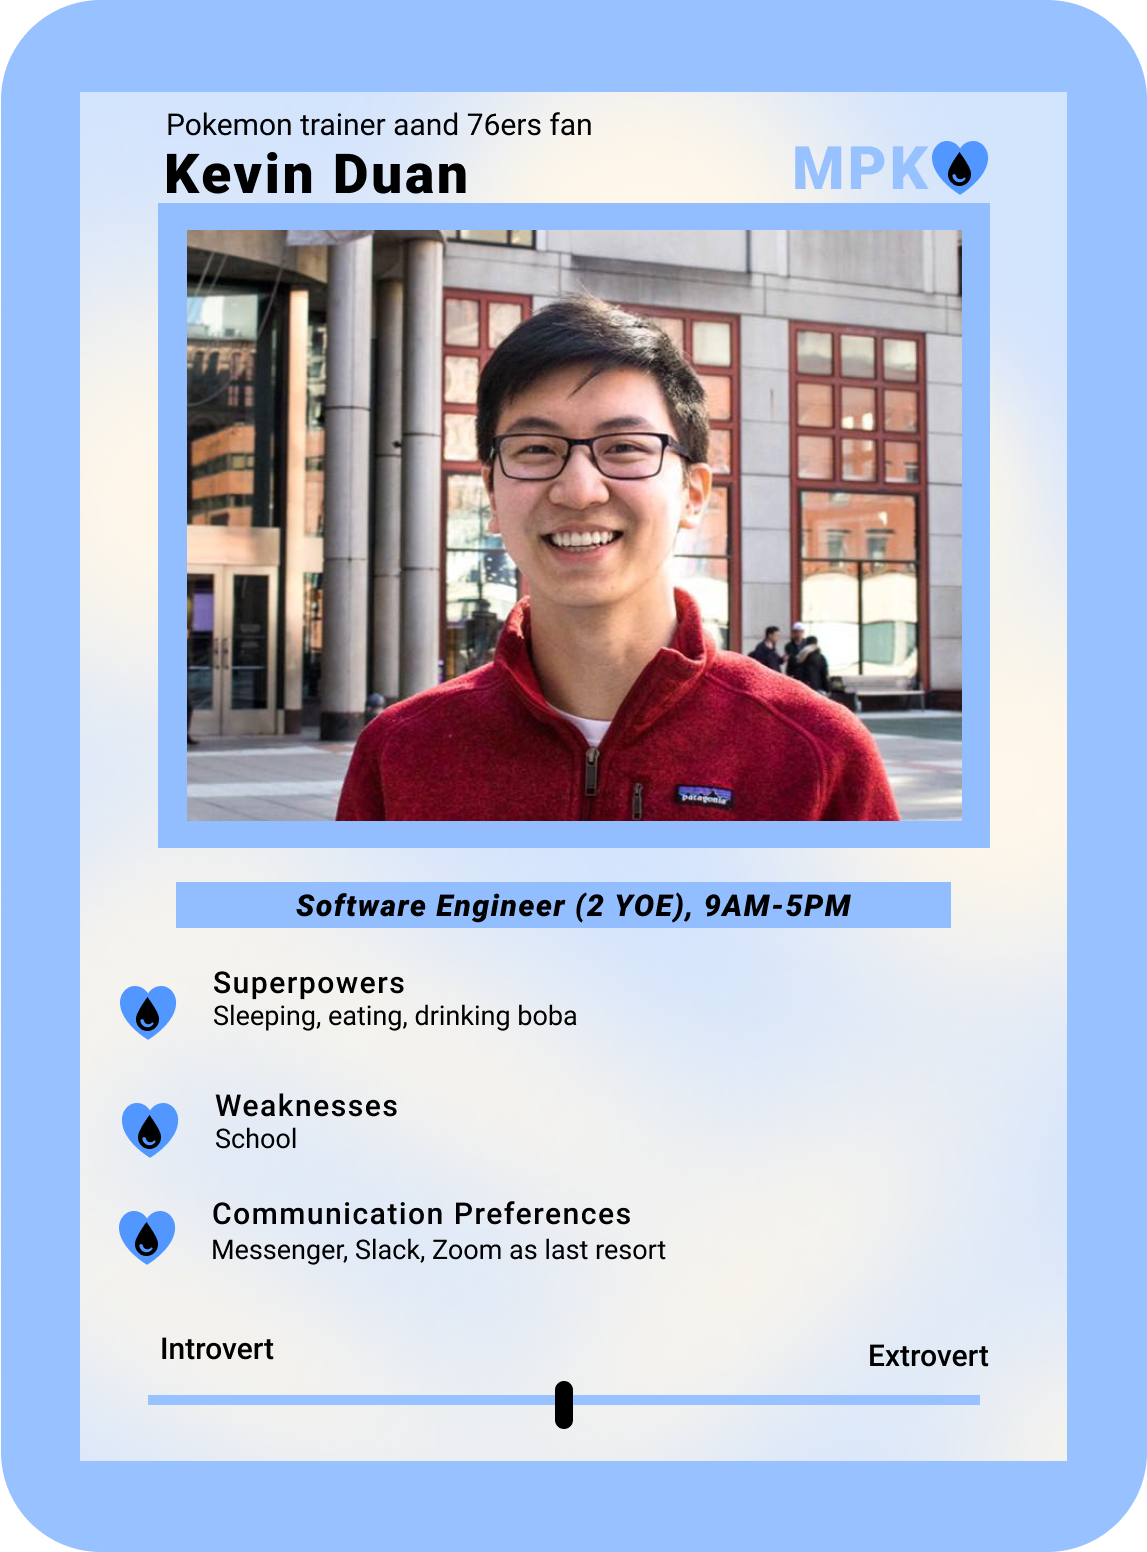 Pokemon trainer aand 76ers fan
Kevin Duan
MPK
patagonia
Software Engineer (2 YOE), 9AM-5PM
Superpowers
Sleeping, eating, drinking boba
Weaknesses
School
Communication Preferences
Messenger, Slack, Zoom as last resort
Introvert
Extrovert